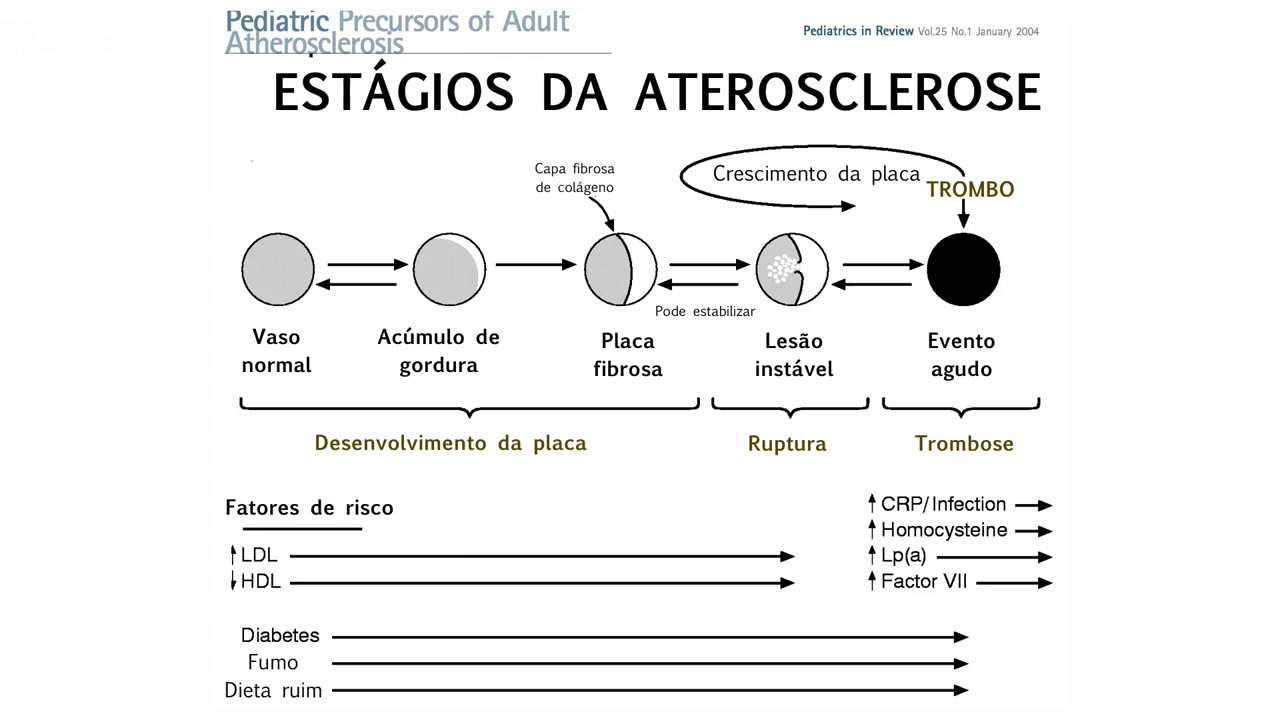 Text
Pediatric Precursors of Adult
Atherosclerosis
Pediatrics in Review Vol.25 No.1 January 2004
ESTÁGIOS DA ATEROSCLEROSE
Capa fibrosa
de colágeno
Crescimento da placa
TROMBO
Pode estabilizar
Vaso
normal
Acúmulo de
gordura
Placa
fibrosa
Lesão
instável
Evento
agudo
Desenvolvimento da placa
Ruptura
Trombose
Fatores de risco
LDL
HDL
Diabetes
Fumo
Dieta ruim
CRP/Infection
Homocysteine
Lp(a)
Factor VII